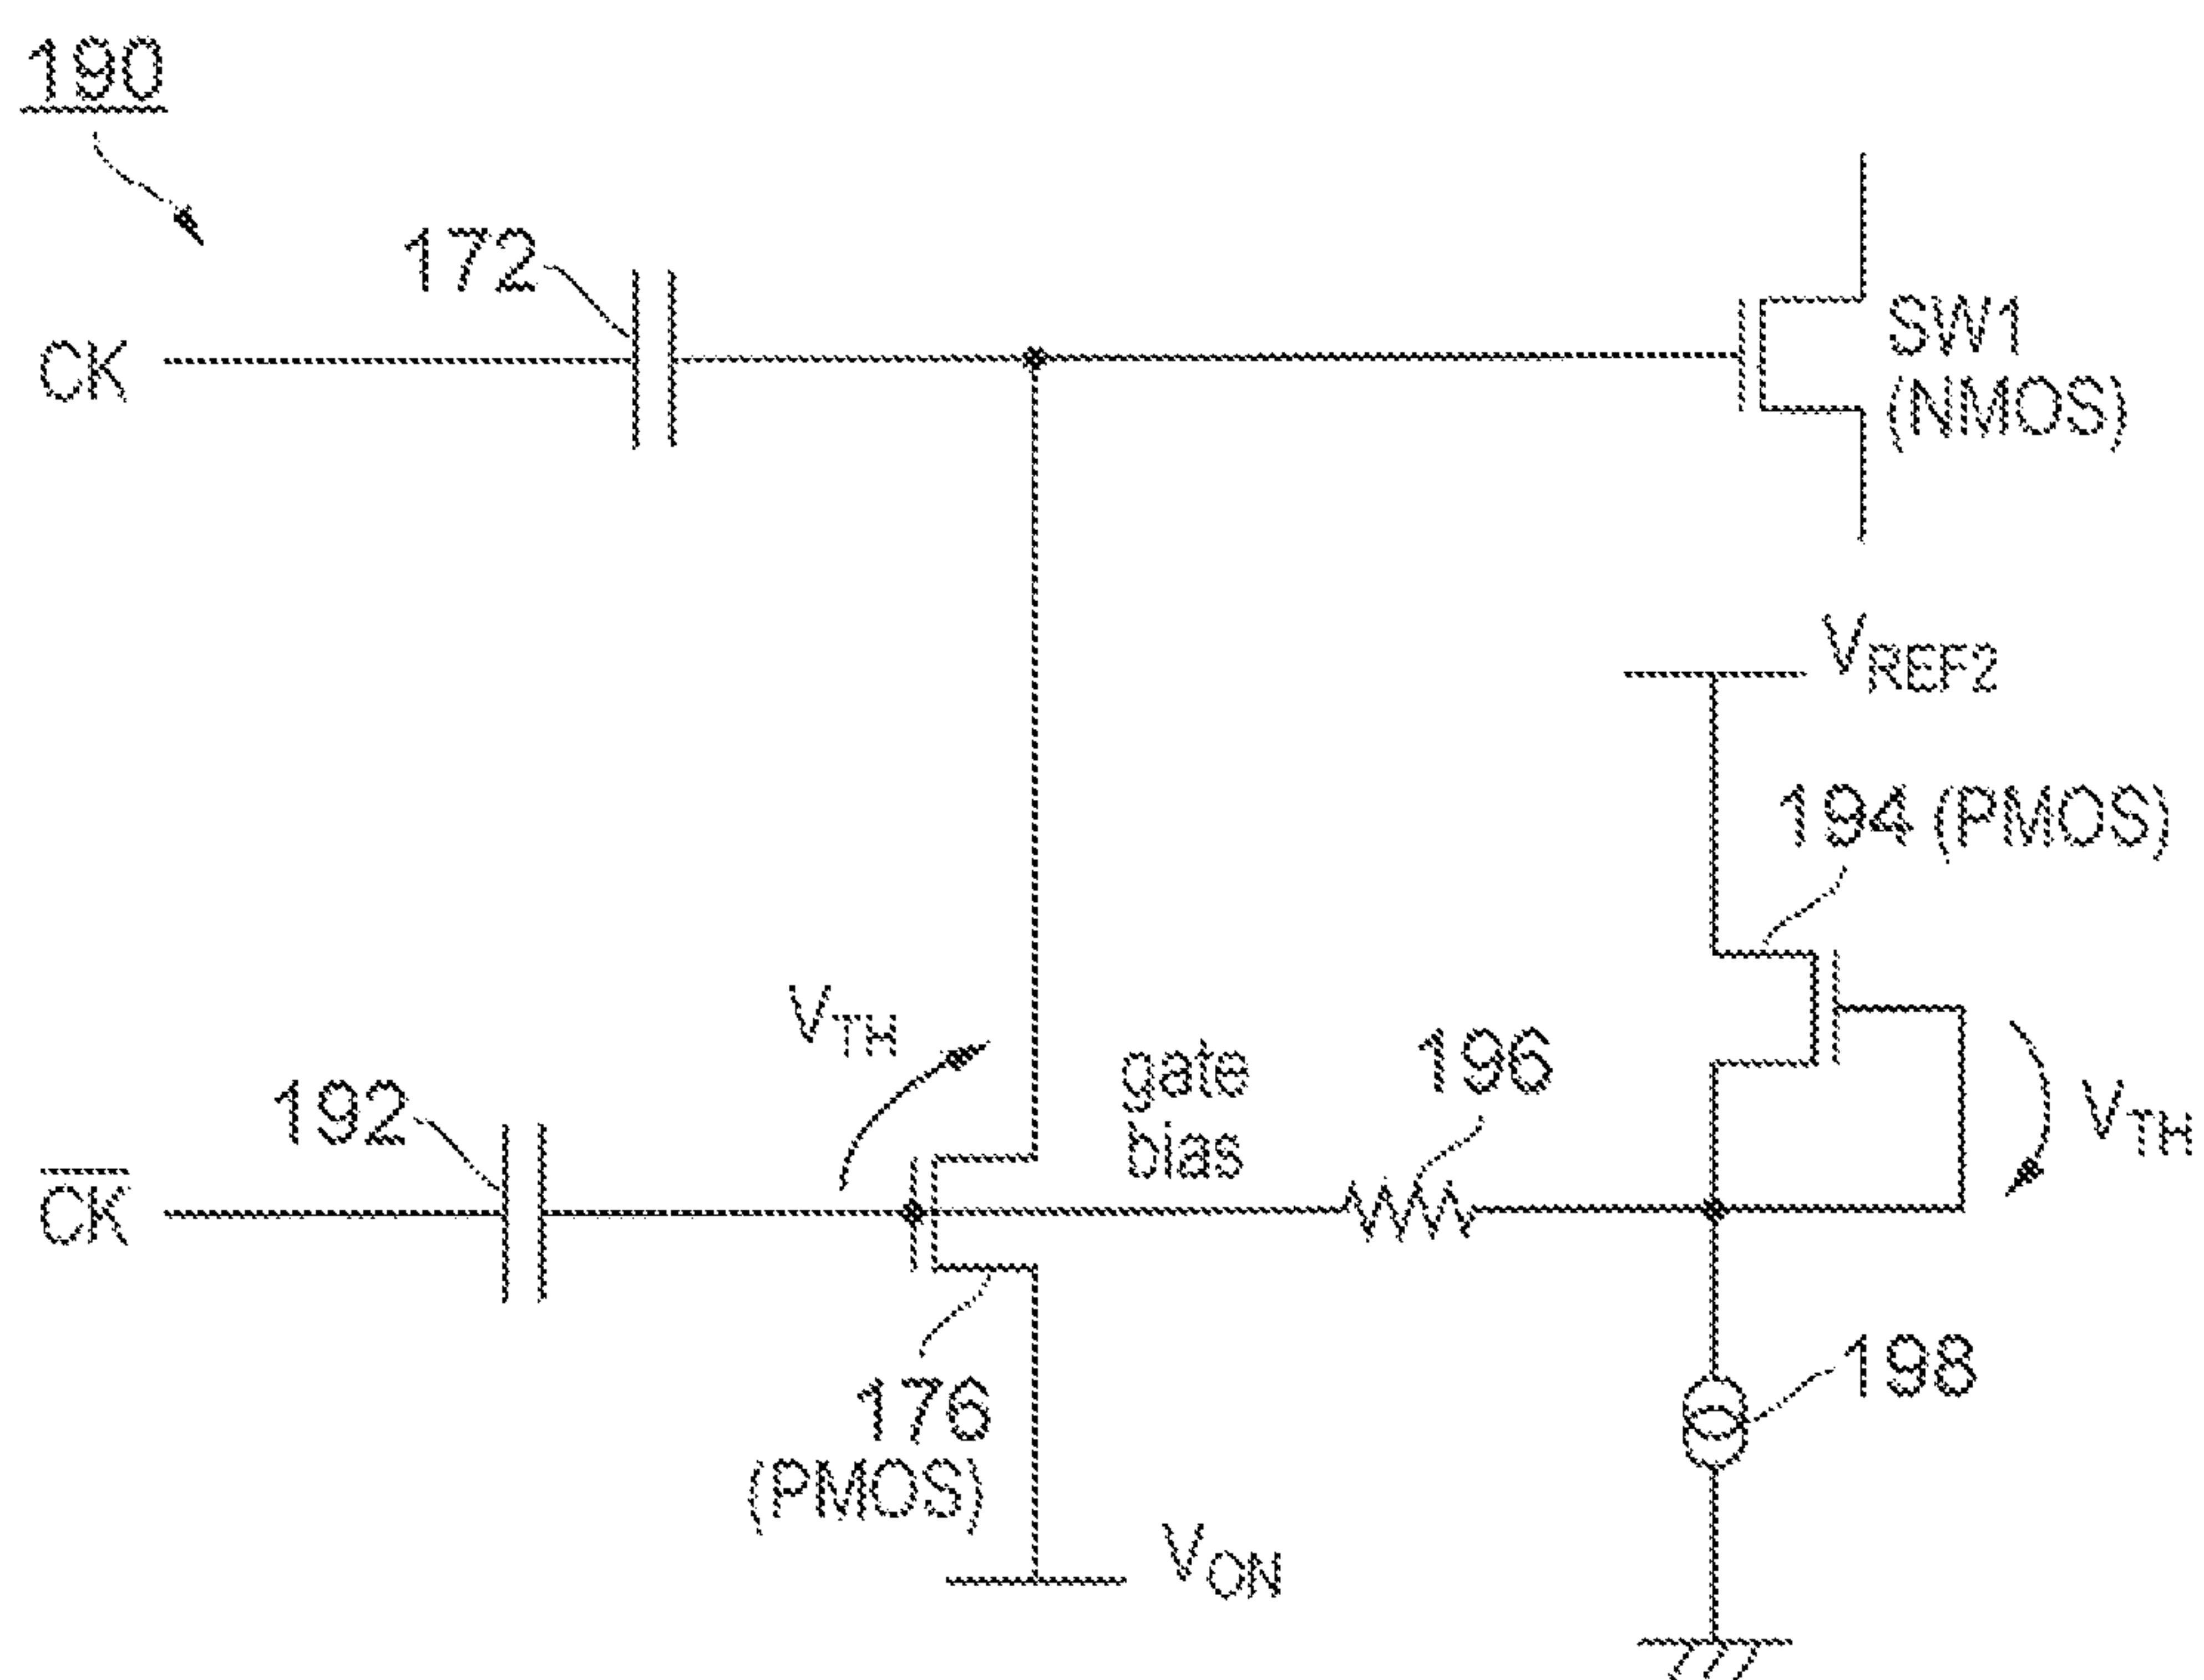 190
172
CK
SW1
(NMOS)
VREF2
194 (PMOS)
VTH
gate
bias
196
192
VTH
CK
176
(PMOS)
198
VON